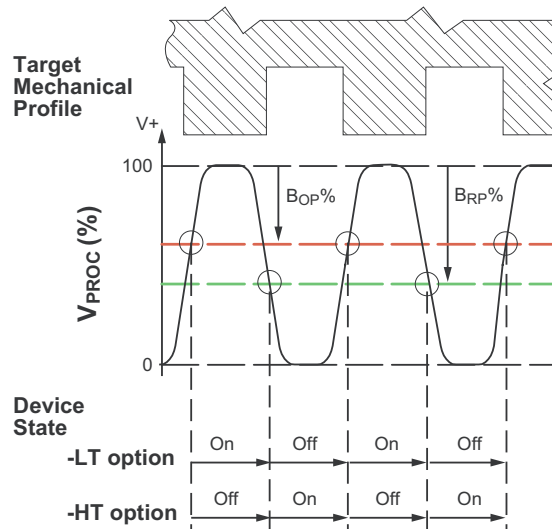 Target
Mechanical
Profile
V+
100
BOP%
BRP%
VPROC (%)
0
Device
State
On Off On Off
-LT option
Off On Off On
-HT option